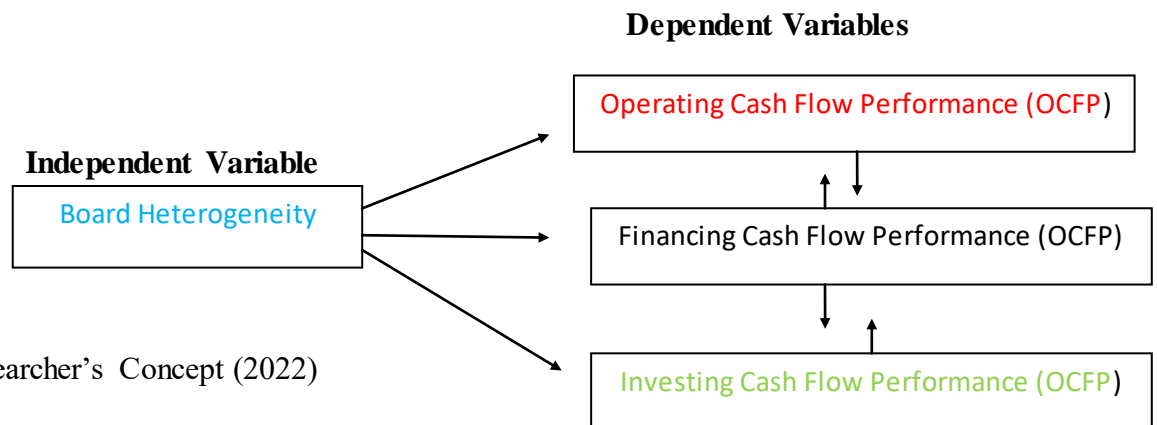 Dependent Variables
Operating Cash Flow Performance (OCFP)
Independent Variable
Board Heterogeneity
Financing Cash Flow Performance (OCFP)
earcher's Concept (2022)
Investing Cash Flow Performance (OCFP)